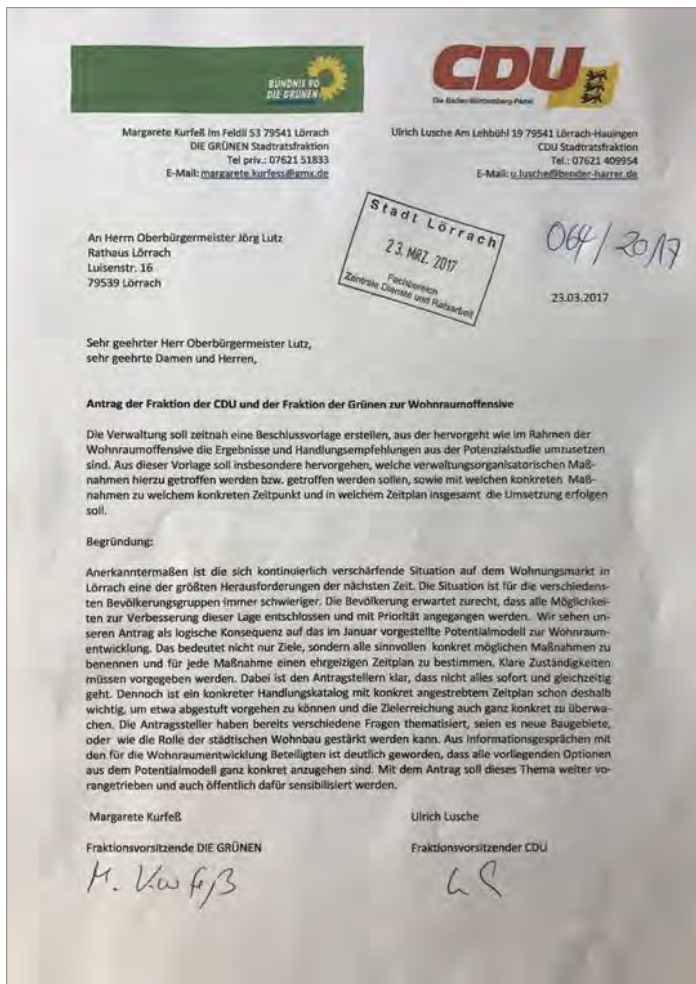 BÜNDNIS 90
DIE GRÜNEN
CDU
Die Baden-Württemberg-Partei
Margarete Kurfeß Im Feldli 53 79541 Lörrach
DIE GRÜNEN Stadtratsfraktion
Tel priv.: 07621 51833
E-Mail: margarete.kurfess@gmx.de
Ulrich Lusche Am Lehbühl 19 79541 Lörrach-Hauingen
CDU Stadtratsfraktion
Tel.: 07621 409954
E-Mail: u.lusche@bender-harrer.de
An Herrn Oberbürgermeister Jörg Lutz
Rathaus Lörrach
Luisenstr. 16
79539 Lörrach
Stadt Lörrach
23. MRZ. 2017
Fachbereich
Zentrale Dienste und Ratsarbeit
064/2017
23.03.2017
Sehr geehrter Herr Oberbürgermeister Lutz,
sehr geehrte Damen und Herren,
Antrag der Fraktion der CDU und der Fraktion der Grünen zur Wohnraumoffensive
Die Verwaltung soll zeitnah eine Beschlussvorlage erstellen, aus der hervorgeht wie im Rahmen der
Wohnraumoffensive die Ergebnisse und Handlungsempfehlungen aus der Potenzialstudie umzusetzen
sind. Aus dieser Vorlage soll insbesondere hervorgehen, welche verwaltungsorganisatorischen Maß-
nahmen hierzu getroffen werden bzw. getroffen werden sollen, sowie mit welchen konkreten Maß-
nahmen zu welchem konkreten Zeitpunkt und in welchem Zeitplan insgesamt die Umsetzung erfolgen
soll.
Begründung:
Anerkanntermaßen ist die sich kontinuierlich verschärfende Situation auf dem Wohnungsmarkt in
Lörrach eine der größten Herausforderungen der nächsten Zeit. Die Situation ist für die verschiedens-
ten Bevölkerungsgruppen immer schwieriger. Die Bevölkerung erwartet zurecht, dass alle Möglichkei-
ten zur Verbesserung dieser Lage entschlossen und mit Priorität angegangen werden. Wir sehen un-
seren Antrag als logische Konsequenz auf das im Januar vorgestellte Potentialmodell zur Wohnraum-
entwicklung. Das bedeutet nicht nur Ziele, sondern alle sinnvollen konkret möglichen Maßnahmen zu
benennen und für jede Maßnahme einen ehrgeizigen Zeitplan zu bestimmen. Klare Zuständigkeiten
müssen vorgegeben werden. Dabei ist den Antragstellern klar, dass nicht alles sofort und gleichzeitig
geht. Dennoch ist ein konkreter Handlungskatalog mit konkret angestrebtem Zeitplan schon deshalb
wichtig, um etwa abgestuft vorgehen zu können und die Zielerreichung auch ganz konkret zu überwa-
chen. Die Antragssteller haben bereits verschiedene Fragen thematisiert, seien es neue Baugebiete,
oder wie die Rolle der städtischen Wohnbau gestärkt werden kann. Aus Informationsgesprächen mit
den für die Wohnraumentwicklung Beteiligten ist deutlich geworden, dass alle vorliegenden Optionen
aus dem Potentialmodell ganz konkret anzugehen sind. Mit dem Antrag soll dieses Thema weiter vo-
rangetrieben und auch öffentlich dafür sensibilisiert werden.
Margarete Kurfeß
Ulrich Lusche
Fraktionsvorsitzende DIE GRÜNEN
Fraktionsvorsitzender CDU
M. Kurfeß